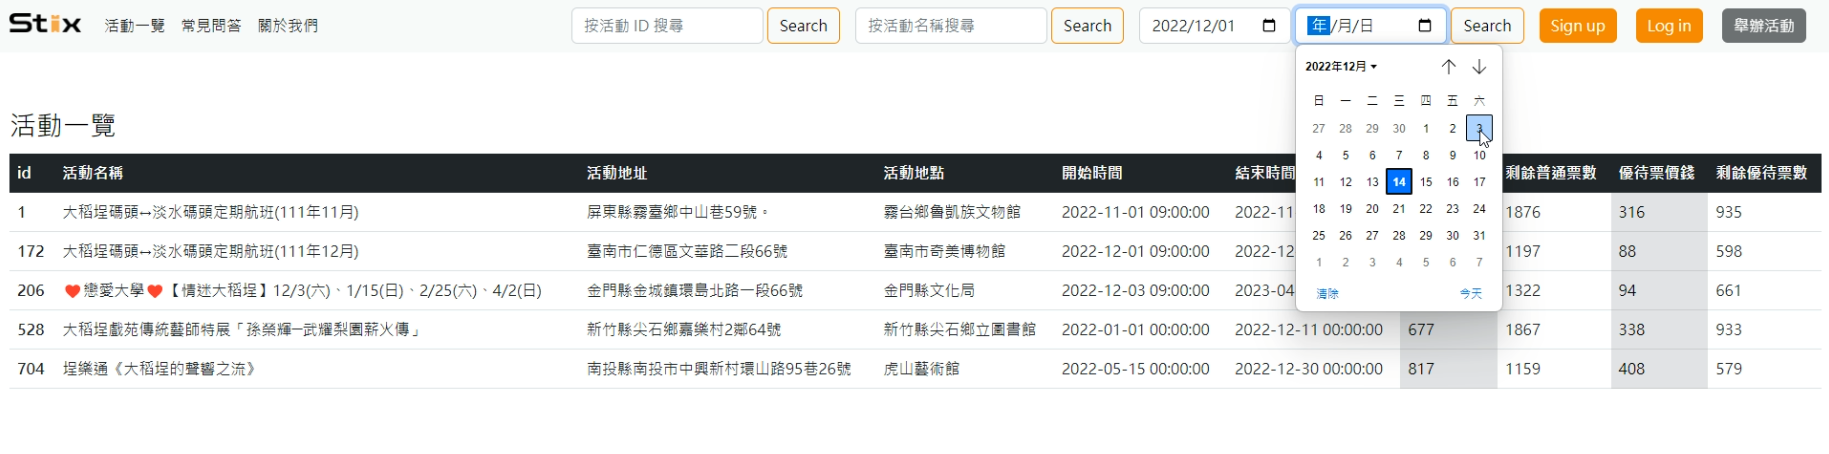 Stix 活動一覽 常見問答 關於我們 按活動 ID 搜尋 Search 按活動名稱搜尋 Search 2022/12/01 年/月/日 Search Sign up Log in 舉辦活動
2022年12月
日 一 二 三 四 五 六
27 28 29 30 1 2 3
4 5 6 7 8 9 10
11 12 13 14 15 16 17
18 19 20 21 22 23 24
25 26 27 28 29 30 31
1 2 3 4 5 6 7
清除 今天
活動一覽
id 活動名稱 活動地址 活動地點 開始時間 結束時間 剩餘普通票數 優待票價錢 剩餘優待票數
1 大稻埕碼頭↔淡水碼頭定期航班(111年11月) 屏東縣霧臺鄉中山巷59號。 霧台鄉魯凱族文物館 2022-11-01 09:00:00 2022-11 1876 316 935
172 大稻埕碼頭↔淡水碼頭定期航班(111年12月) 臺南市仁德區文華路二段66號 臺南市奇美博物館 2022-12-01 09:00:00 2022-12 1197 88 598
206 ❤️戀愛大學❤️【情迷大稻埕】12/3(六)、1/15(日)、2/25(六)、4/2(日) 金門縣金城鎮環島北路一段66號 金門縣文化局 2022-12-03 09:00:00 2023-04 1322 94 661
528 大稻埕戲苑傳統藝師特展「孫榮輝─武耀梨園薪火傳」 新竹縣尖石鄉嘉樂村2鄰64號 新竹縣尖石鄉立圖書館 2022-01-01 00:00:00 2022-12-11 00:00:00 677 1867 338 933
704 埕樂通《大稻埕的聲響之流》 南投縣南投市中興新村環山路95巷26號 虎山藝術館 2022-05-15 00:00:00 2022-12-30 00:00:00 817 1159 408 579